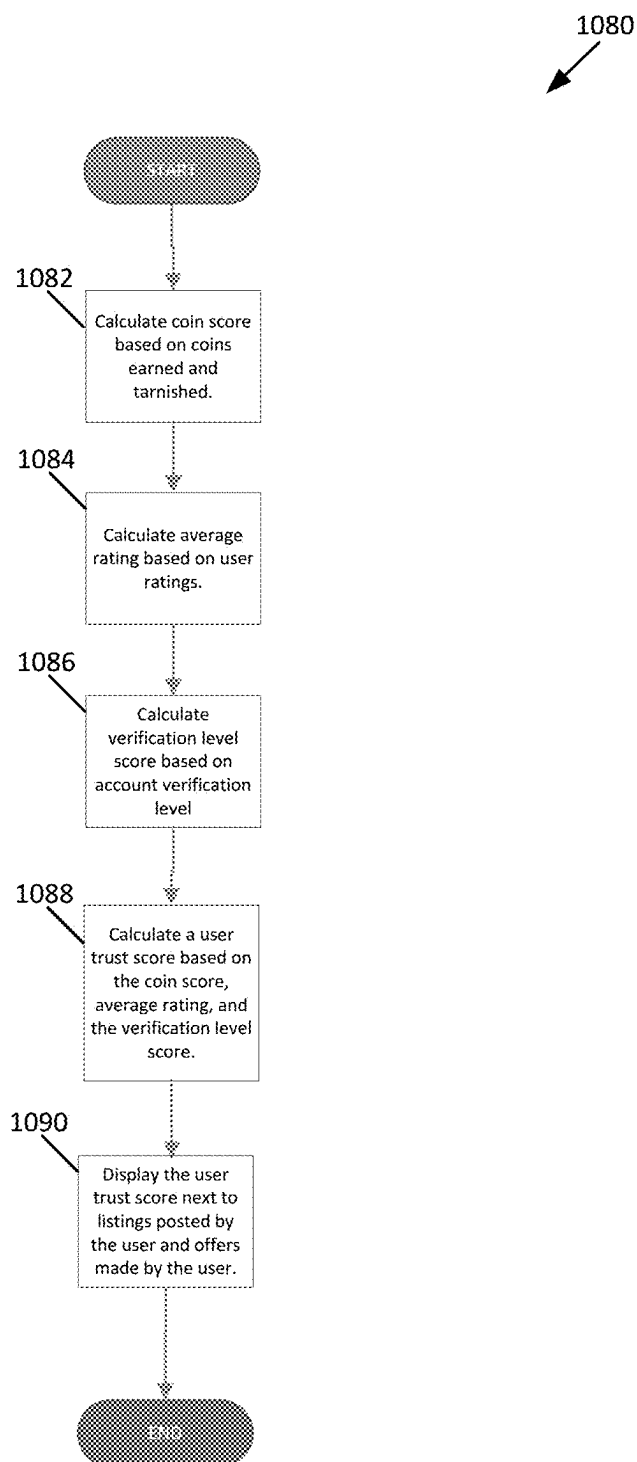 1080
START
1082
Calculate coin score
based on coins
earned and
tarnished.
1084
Calculate average
rating based on user
ratings.
1086
Calculate
verification level
score based on
account verification
level
1088
Calculate a user
trust score based on
the coin score,
average rating, and
the verification level
score.
1090
Display the user
trust score next to
listings posted by
the user and offers
made by the user.
END